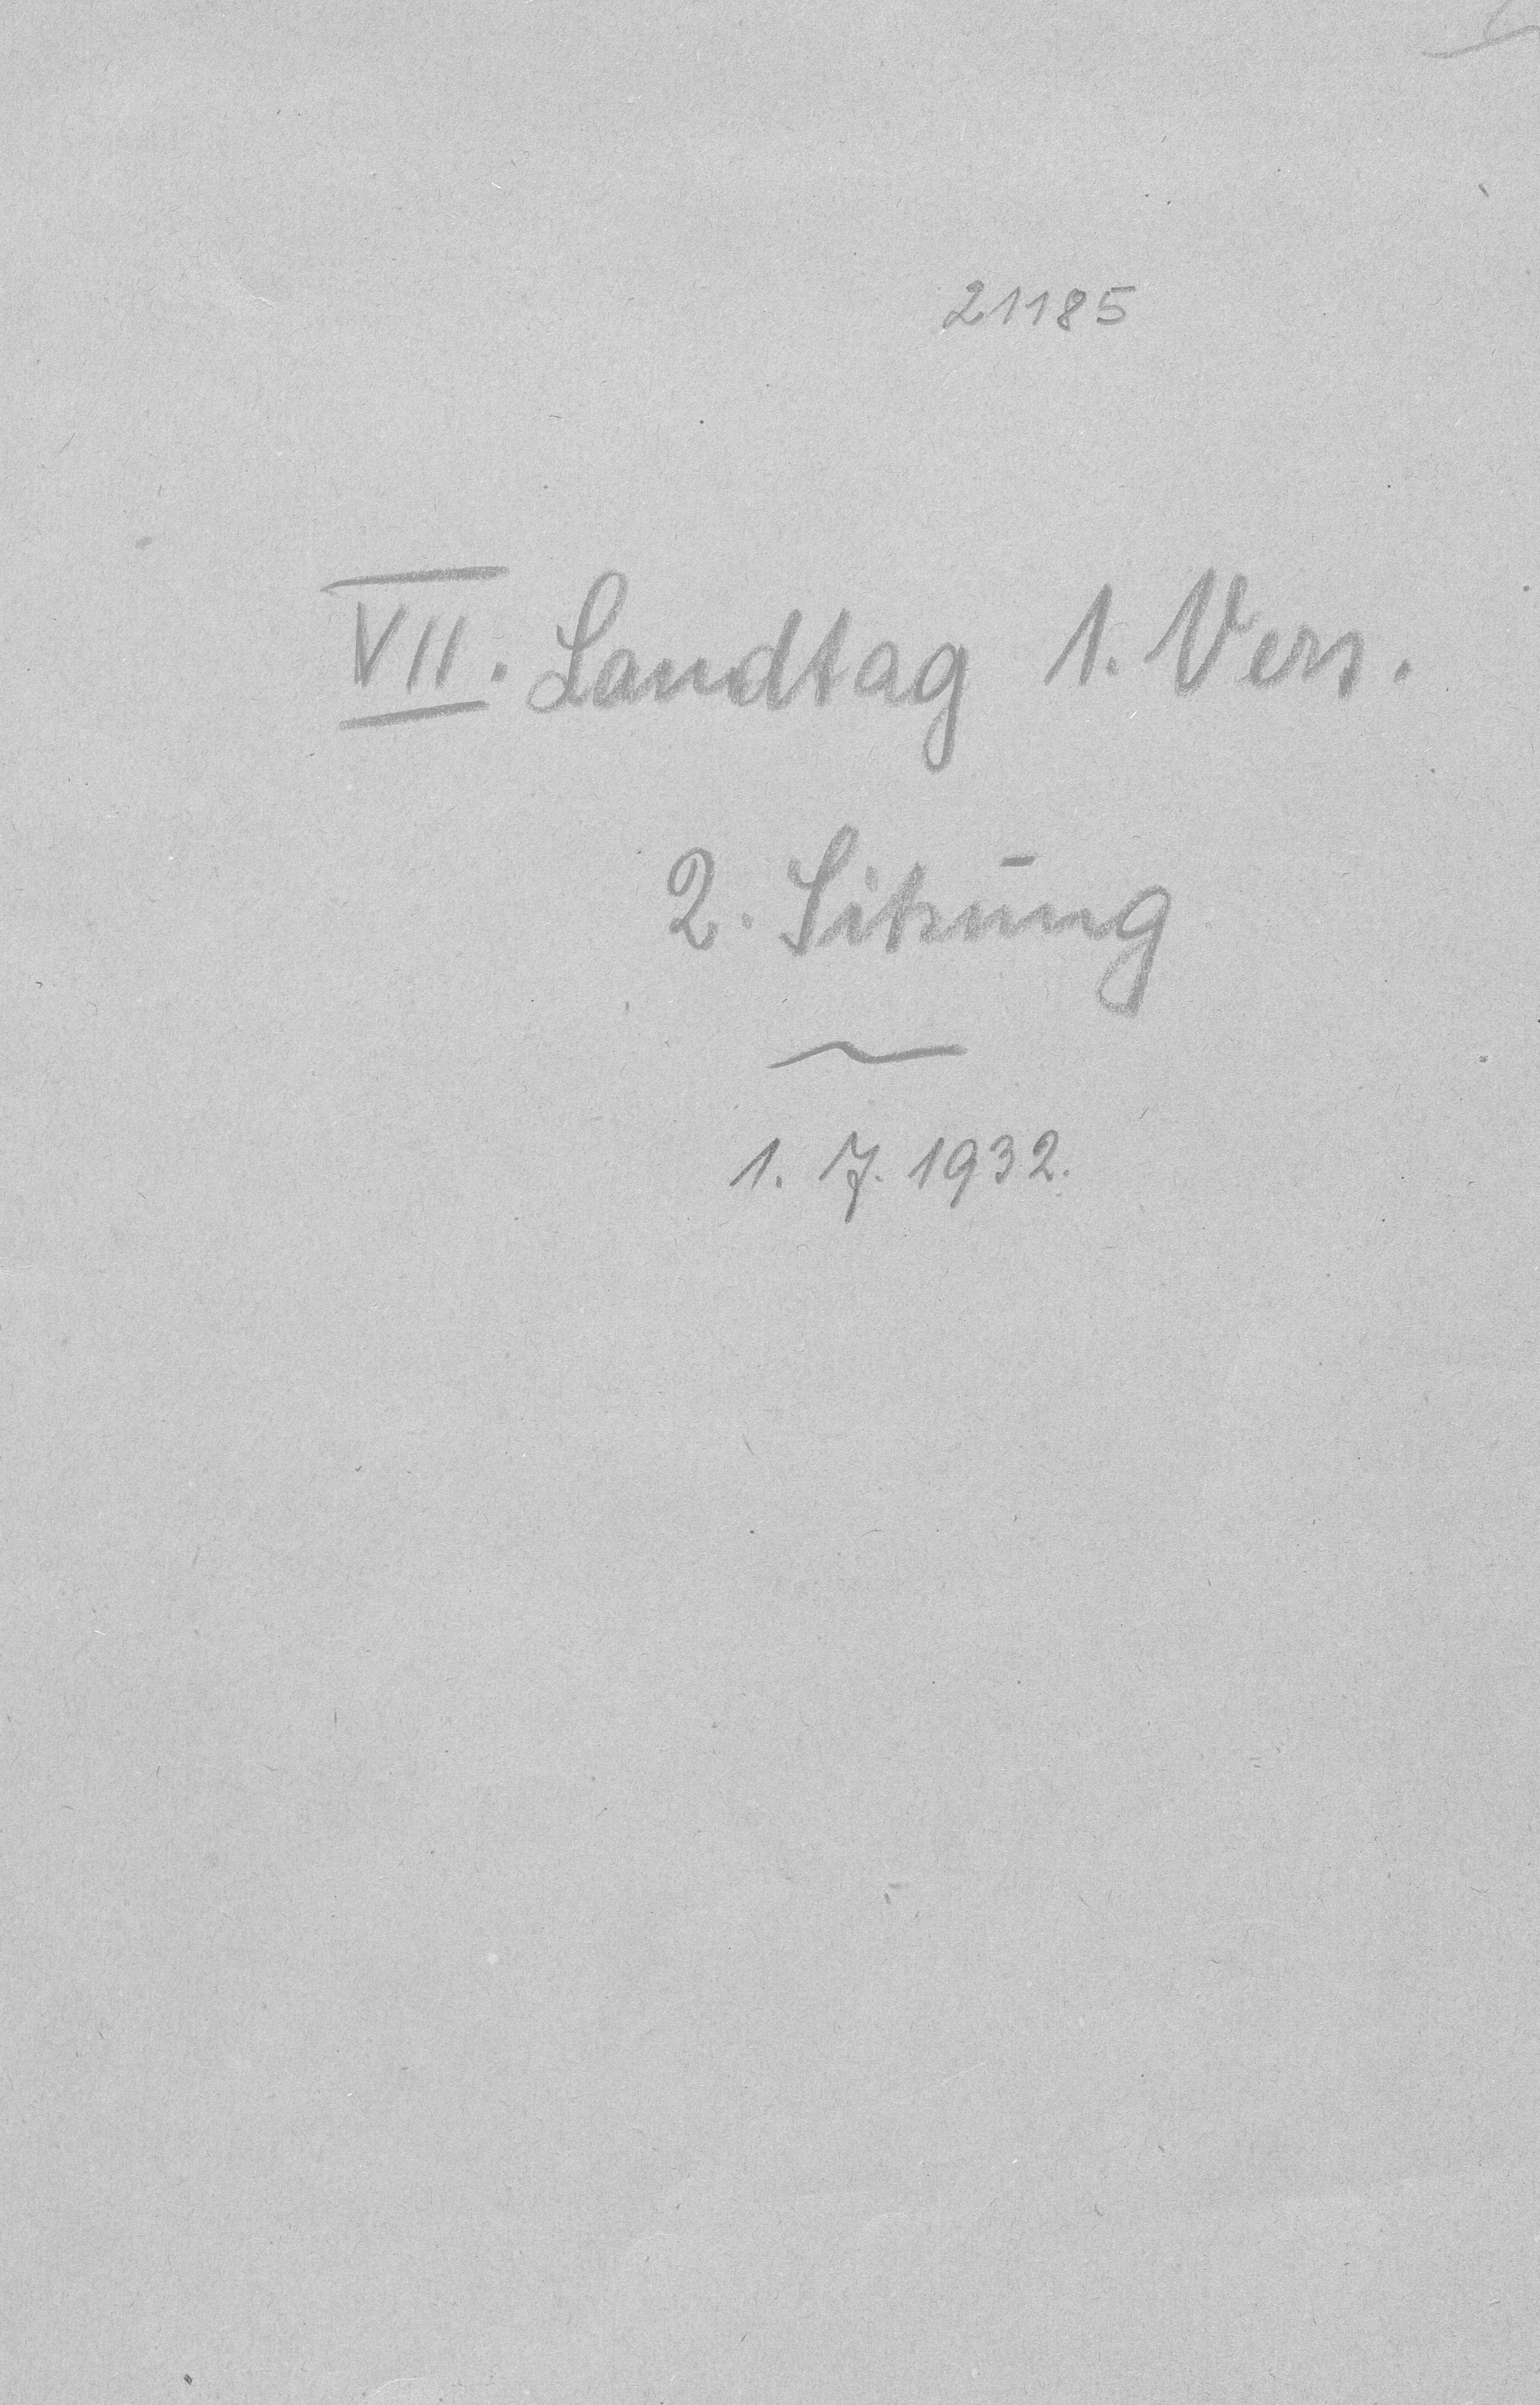 21185
VII. Landtag 1. Vers.
2. Sitzung
1. 7. 1932.